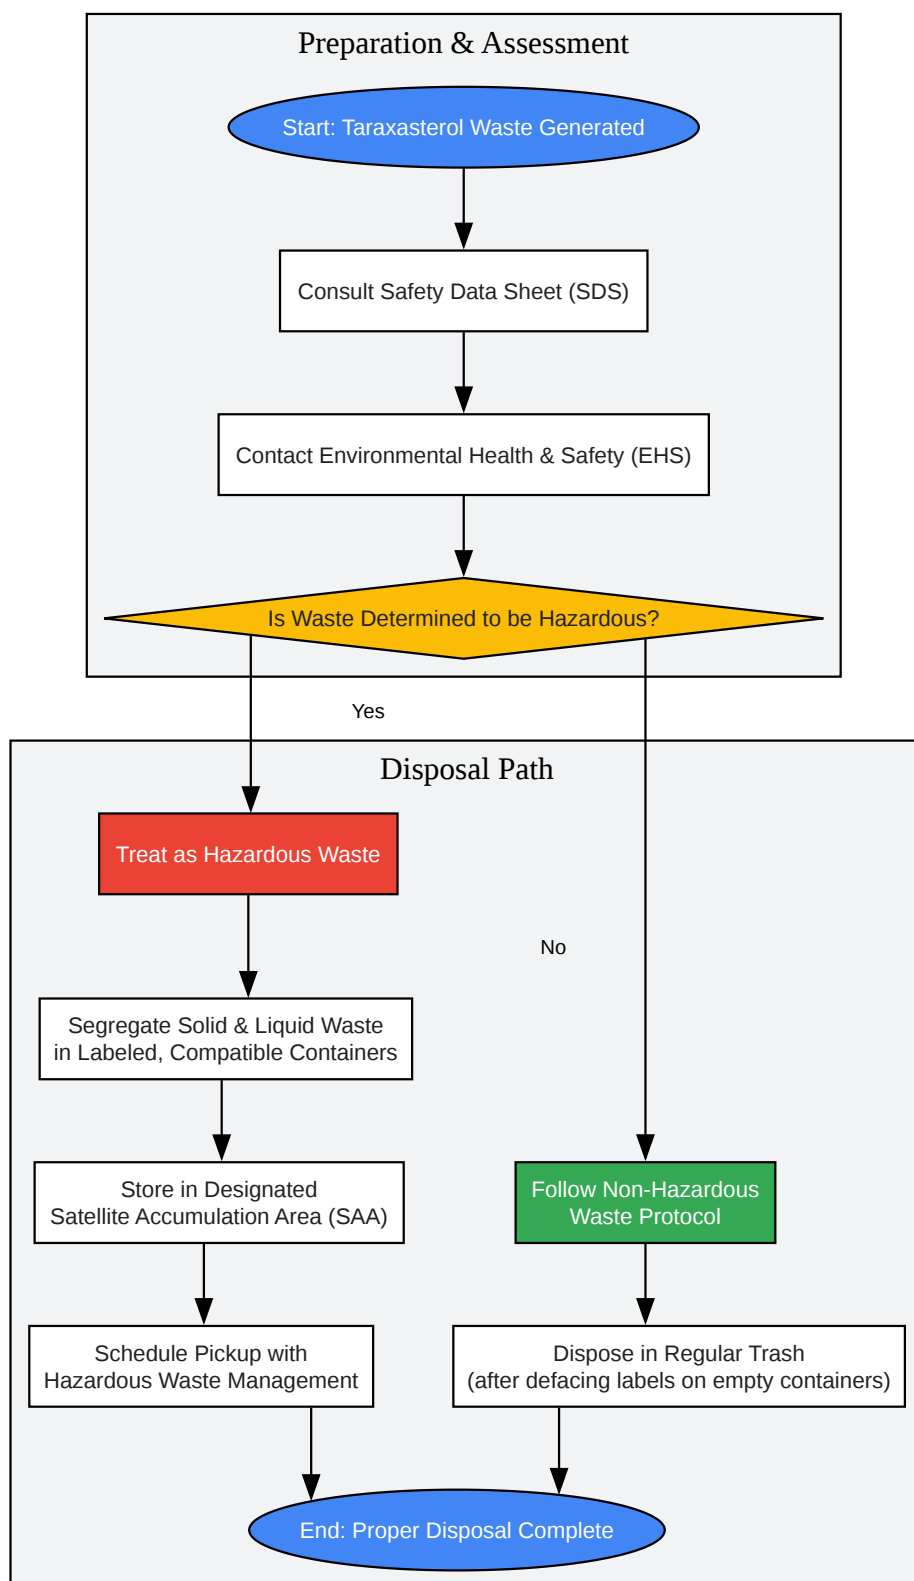 Preparation & Assessment
Start: Taraxasterol Waste Generated
Consult Safety Data Sheet (SDS)
Contact Environmental Health & Safety (EHS)
Is Waste Determined to be Hazardous?
Yes
Disposal Path
Treat as Hazardous Waste
No
Segregate Solid & Liquid Waste
in Labeled, Compatible Containers
Store in Designated
Satellite Accumulation Area (SAA)
Follow Non-Hazardous
Waste Protocol
Schedule Pickup with
Hazardous Waste Management
Dispose in Regular Trash
(after defacing labels on empty containers)
End: Proper Disposal Complete